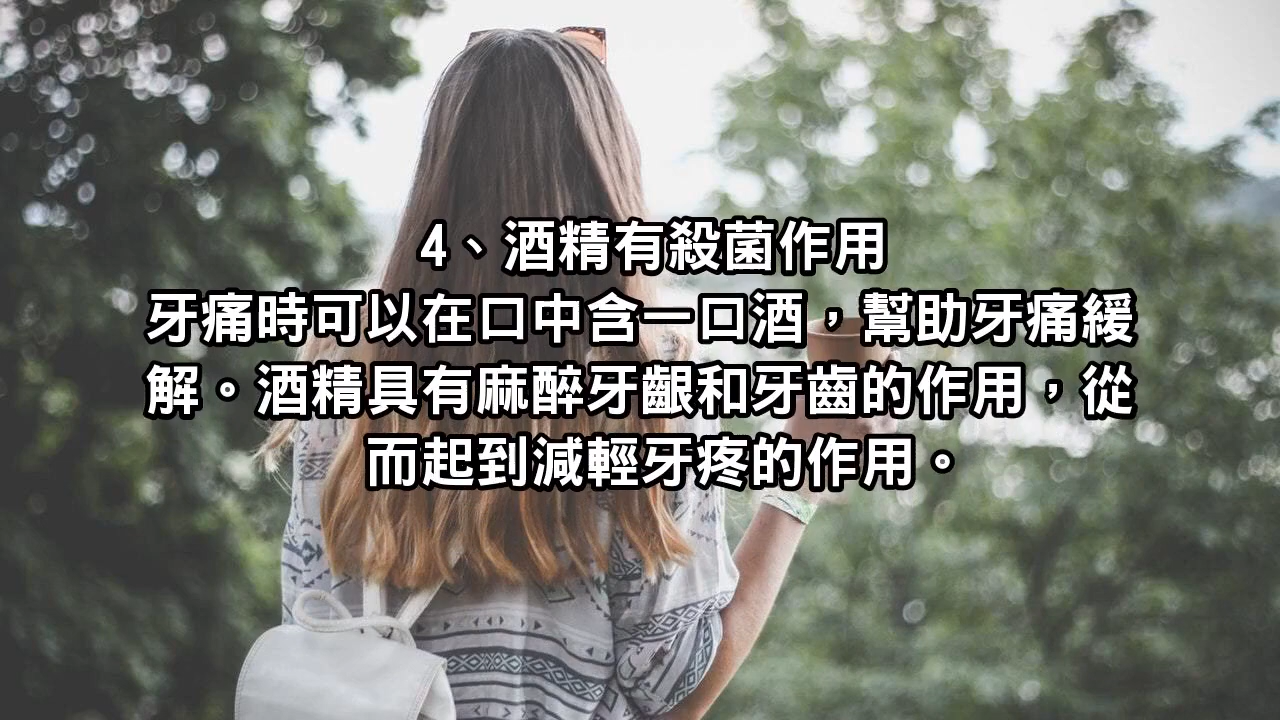 4、酒精有殺菌作用
牙痛時可以在口中含一口酒，幫助牙痛緩
解。酒精具有麻醉牙齦和牙齒的作用，從
而起到減輕牙疼的作用。